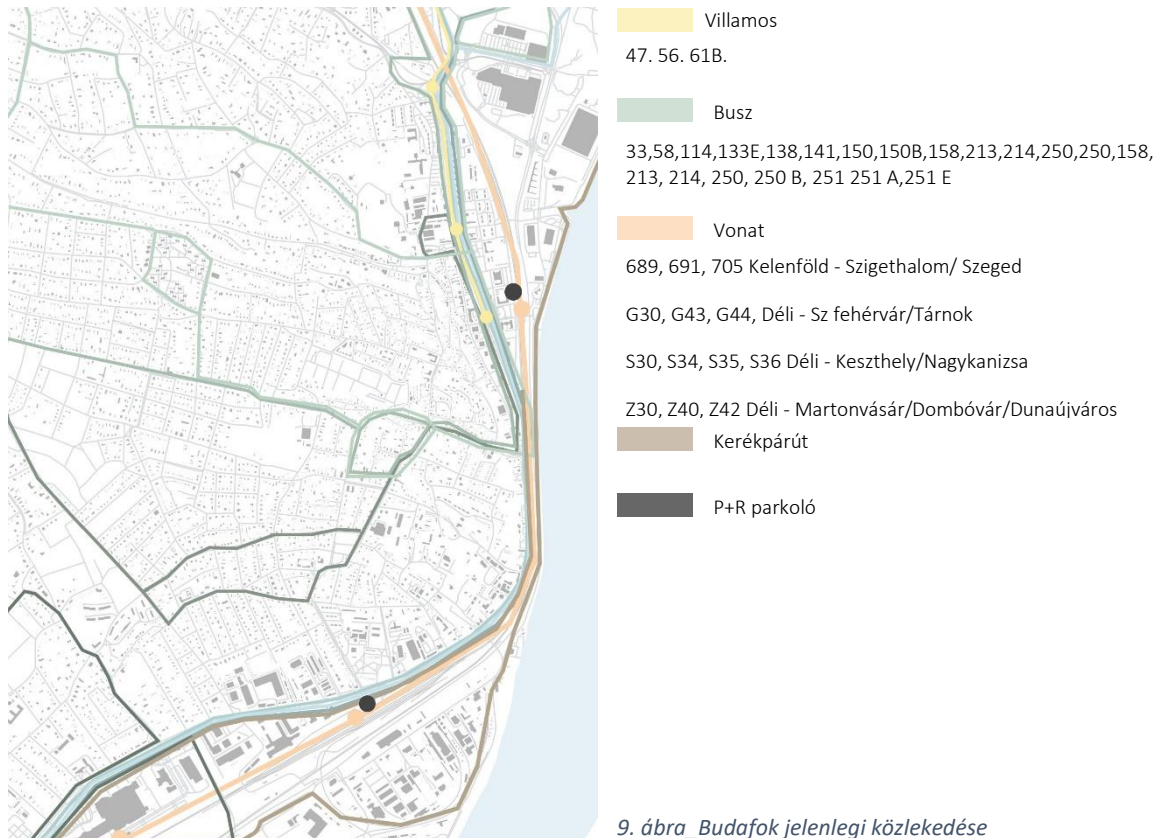 Villamos
47. 56. 61B.
Busz
33,58,114,133E,138,141,150,150B,158,213,214,250,250,158,
213, 214, 250, 250 B, 251 251 A,251 E
Vonat
689, 691, 705 Kelenföld - Szigethalom/ Szeged
G30, G43, G44, Déli - Sz fehérvár/Tárnok
S30, S34, S35, S36 Déli - Keszthely/Nagykanizsa
Z30, Z40, Z42 Déli - Martonvásár/Dombóvár/Dunaújváros
Kerékpárút
P+R parkoló
9. ábra_Budafok jelenlegi közlekedése